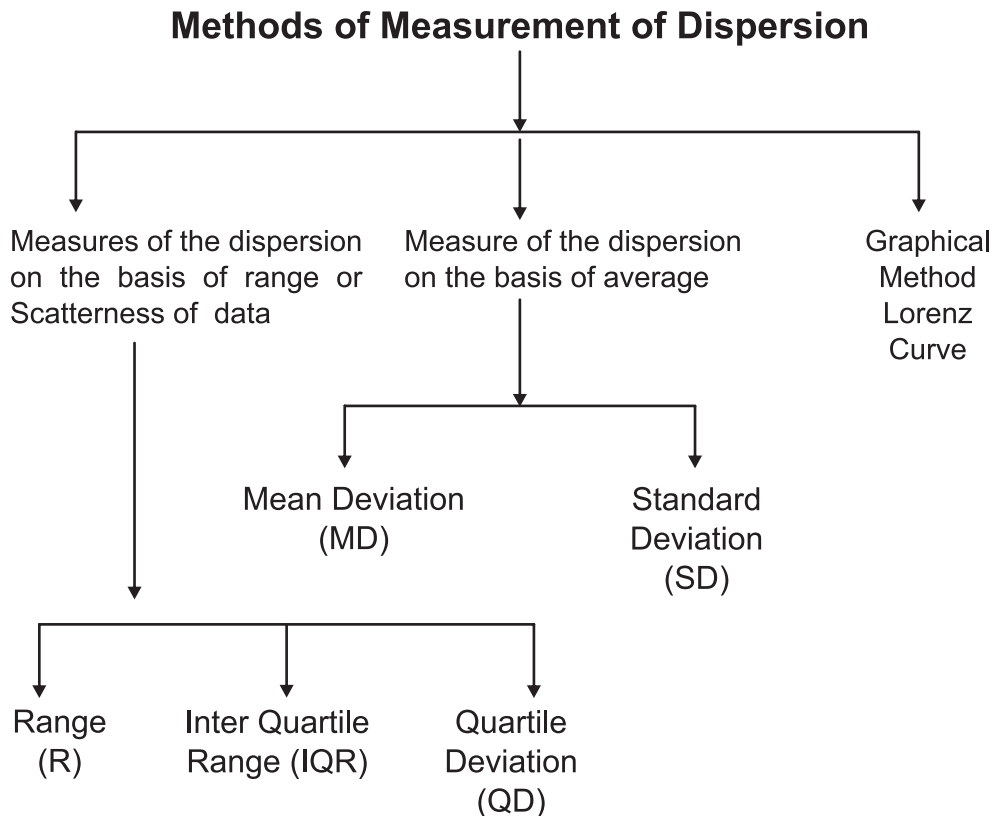 Methods of Measurement of Dispersion
Measures of the dispersion
on the basis of range or
Scatterness of data
Measure of the dispersion
on the basis of average
Graphical
Method
Lorenz
Curve
Mean Deviation
(MD)
Standard
Deviation
(SD)
Range
(R)
Inter Quartile
Range (IQR)
Quartile
Deviation
(QD)